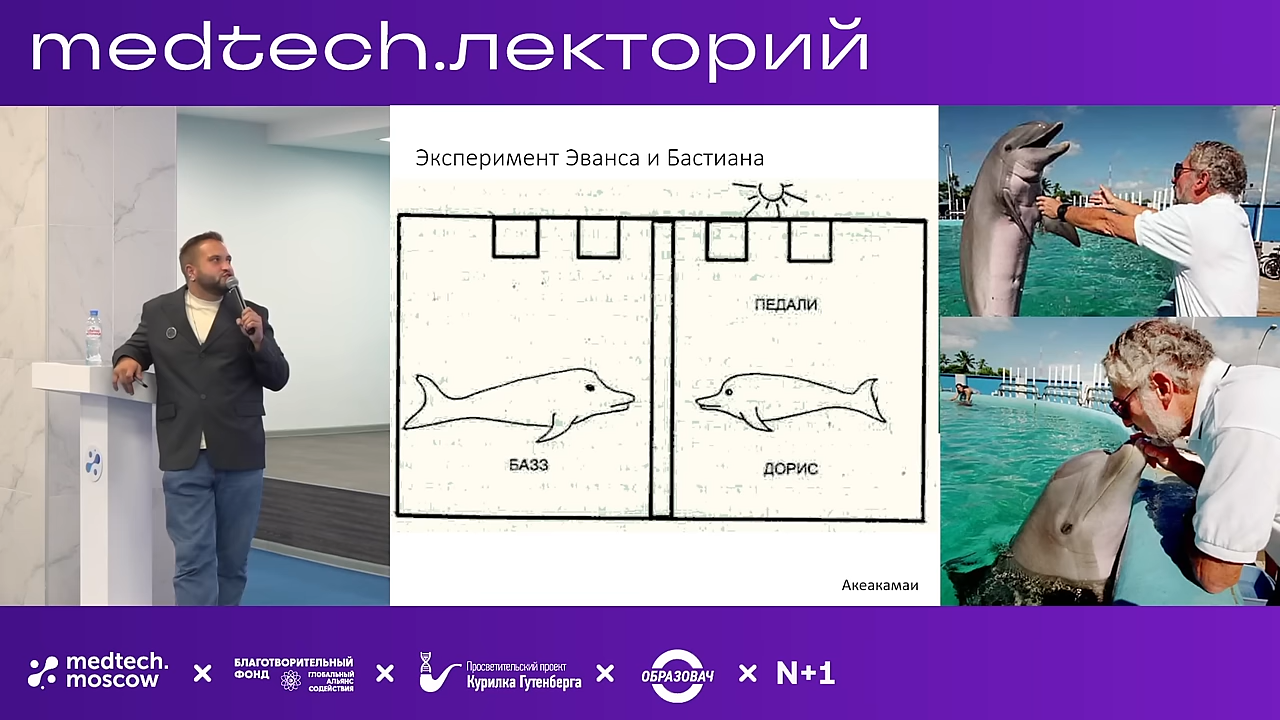 medtech.лекторий
Эксперимент Эванса и Бастиана
ПЕДАЛИ
БАЗЗ
ДОРИС
Акеакамаи
medtech.
moscow
БЛАГОТВОРИТЕЛЬНЫЙ
ФОНД
ГЛОБАЛЬНЫЙ
АЛЬЯНС
СОДЕЙСТВИЯ
Просветительский проект
Курилка Гутенберга
ОБРАЗОВАЧ
N+1